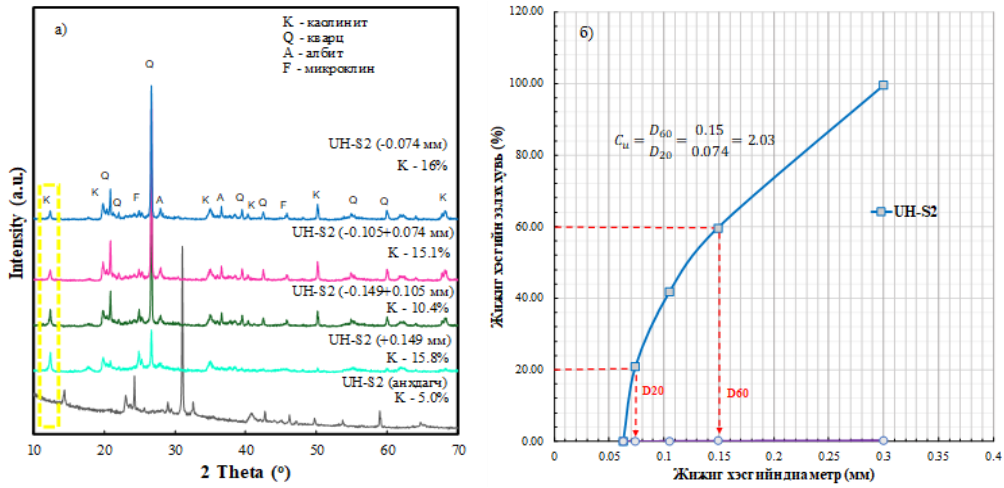 а)
K - каолинит
Q - кварц
A - албит
F - микроклин
Q
UH-S2 (-0.074 мм)
K - 16%
K
K
Q
Q
F
A
K
A
Q
K
Q
F
K
Q
Q
K
UH-S2 (-0.105+0.074 мм)
K - 15.1%
UH-S2 (-0.149+0.105 мм)
K - 10.4%
UH-S2 (+0.149 мм)
K - 15.8%
UH-S2 (анхдагч)
K - 5.0%
Intensity (a.u.)
10 20 30 40 50 60 70
2 Theta (°)
б)
Жижиг хэсгийн эзлэх хувь (%)
120.00
100.00
80.00
60.00
40.00
20.00
0.00
Cᵤ = D₆₀/D₂₀ = 0.15/0.074 = 2.03
UH-S2
D20
D60
0 0.05 0.1 0.15 0.2 0.25 0.3 0.35 0.4
Жижиг хэсгийн диаметр (мм)